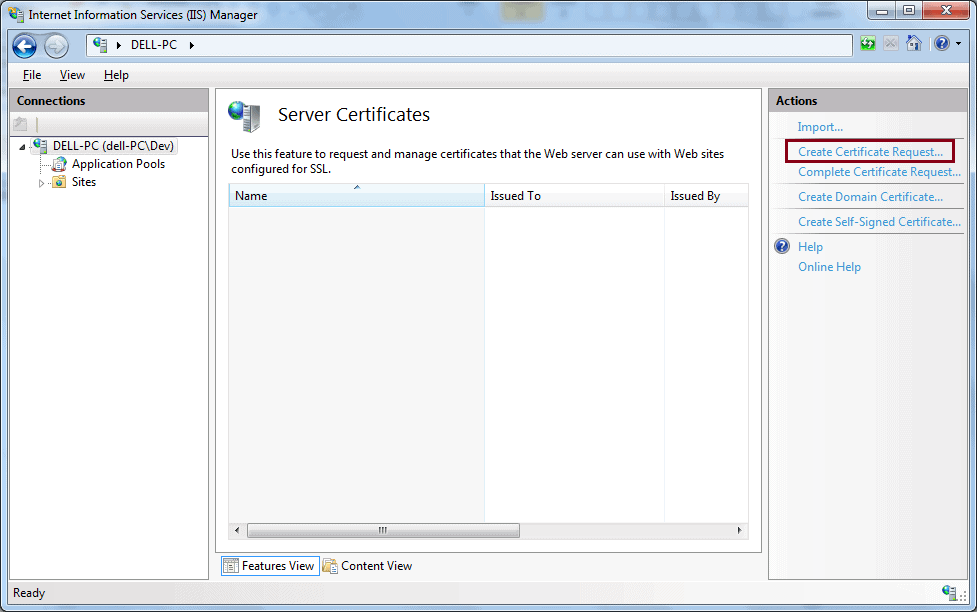 Internet Information Services (IIS) Manager
DELL-PC
File View Help
Connections
DELL-PC (dell-PC\Dev)
Application Pools
Sites
Server Certificates
Use this feature to request and manage certificates that the Web server can use with Web sites
configured for SSL.
Name Issued To Issued By
Features View Content View
Actions
Import...
Create Certificate Request...
Complete Certificate Request...
Create Domain Certificate...
Create Self-Signed Certificate...
Help
Online Help
Ready